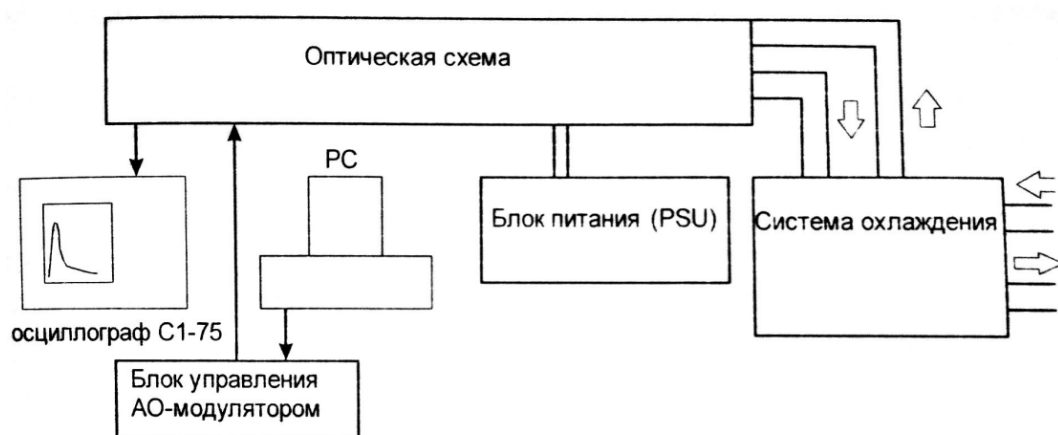 Оптическая схема
PC
Блок питания (PSU)
Система охлаждения
осциллограф С1-75
Блок управления
АО-модулятором